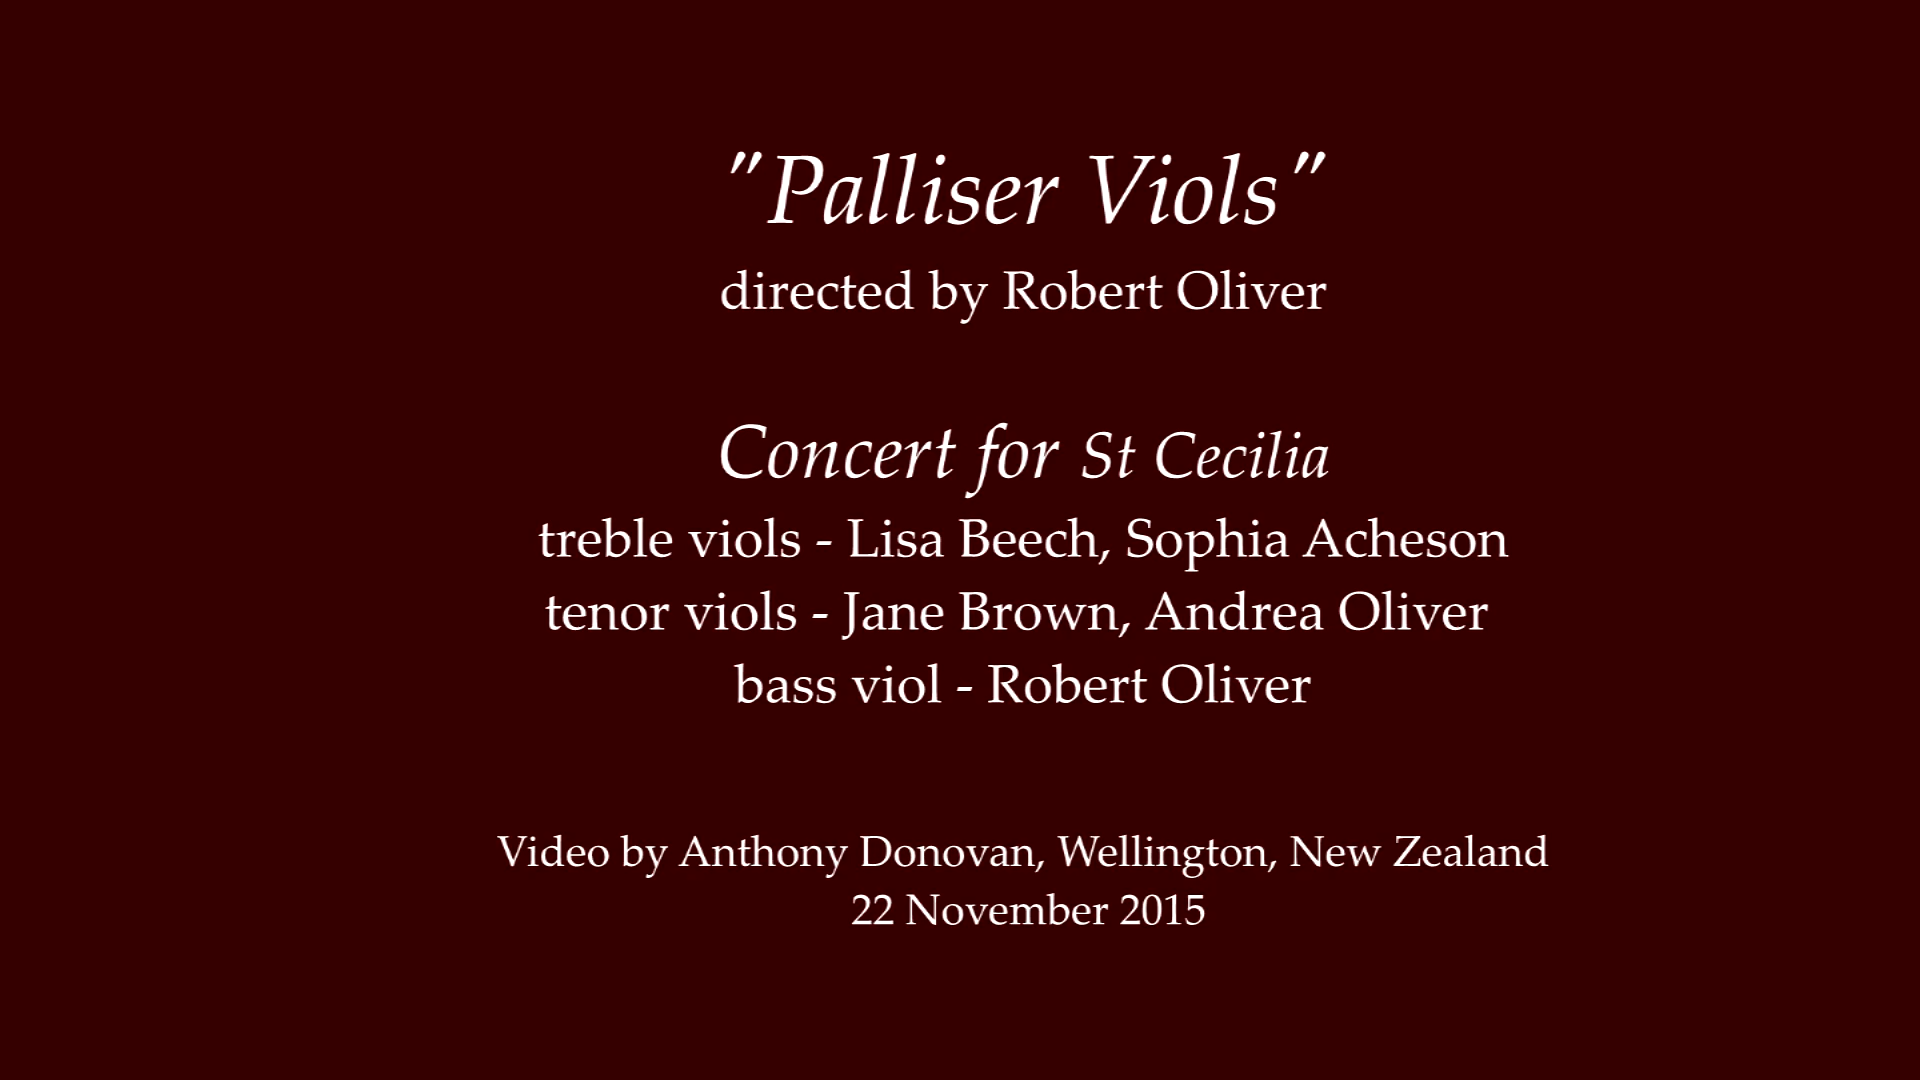 "Palliser Viols"
directed by Robert Oliver
Concert for St Cecilia
treble viols - Lisa Beech, Sophia Acheson
tenor viols - Jane Brown, Andrea Oliver
bass viol - Robert Oliver
Video by Anthony Donovan, Wellington, New Zealand
22 November 2015